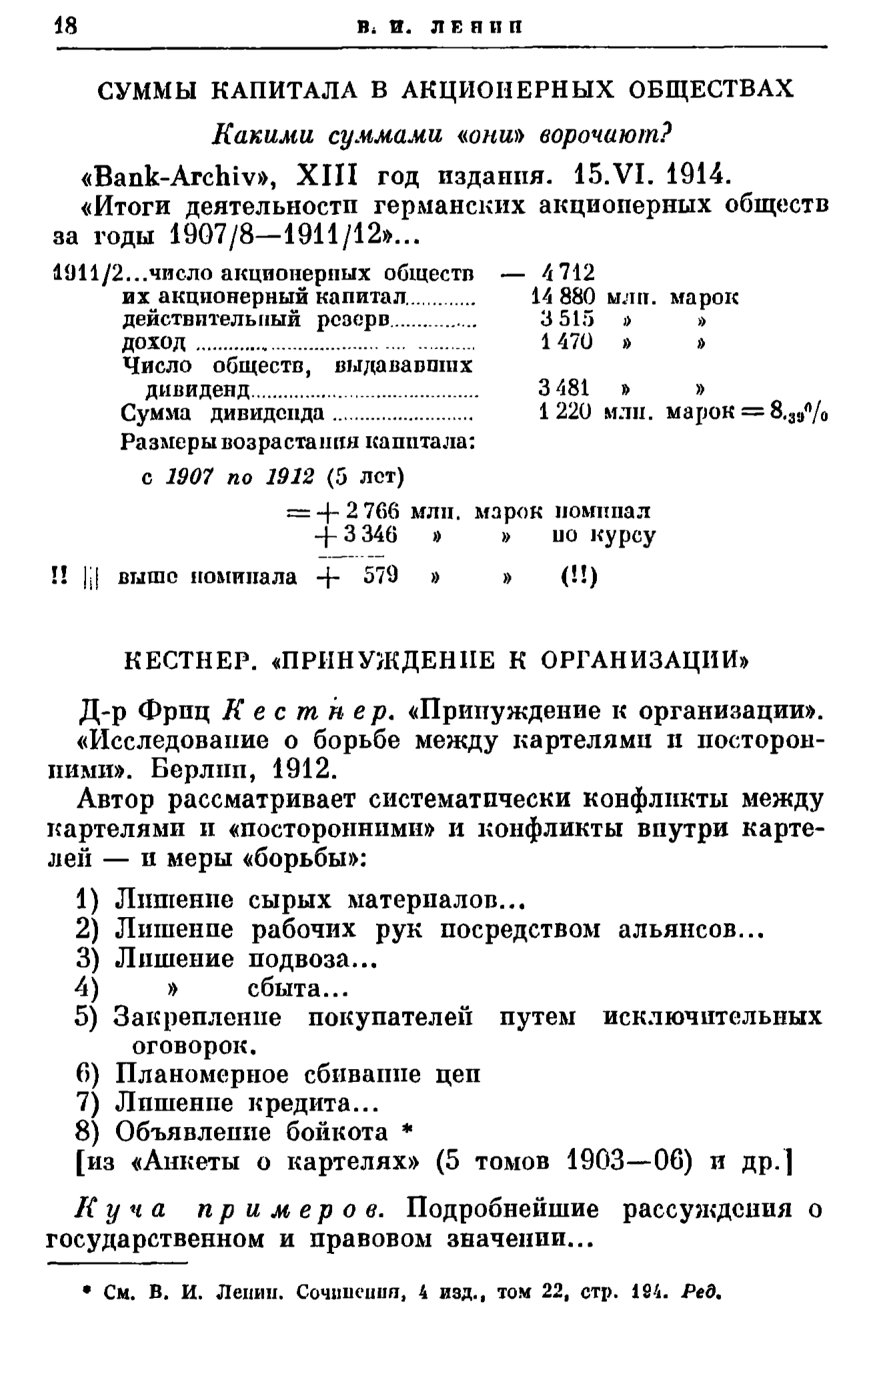 18 В. И. ЛЕНИН
СУММЫ КАПИТАЛА В АКЦИОНЕРНЫХ ОБЩЕСТВАХ
Какими суммами «они» ворочают?
«Bank-Archiv», XIII год издания. 15.VI. 1914.
«Итоги деятельности германских акционерных обществ
за годы 1907/8—1911/12»...
1911/2...число акционерных обществ — 4 712
их акционерный капитал............ 14 880 млн. марок
действительный резерв............... 3 515 » »
доход ........................................ 1 470 » »
Число обществ, выдававших
дивиденд.................................. 3 481 » »
Сумма дивиденда ..................... 1 220 млн. марок = 8,39%
Размеры возрастания капитала:
с 1907 по 1912 (5 лет)
= + 2 766 млн. марок номинал
+ 3 346 » » по курсу
!! выше номинала + 579 » » (!!)
КЕСТНЕР. «ПРИНУЖДЕНИЕ К ОРГАНИЗАЦИИ»
Д-р Фриц Кестнер. «Принуждение к организации».
«Исследование о борьбе между картелями и посторон-
ними». Берлин, 1912.
Автор рассматривает систематически конфликты между
картелями и «посторонними» и конфликты внутри карте-
лей — и меры «борьбы»:
1) Лишение сырых материалов...
2) Лишение рабочих рук посредством альянсов...
3) Лишение подвоза...
4) » сбыта...
5) Закрепление покупателей путем исключительных
оговорок.
6) Планомерное сбивание цен
7) Лишение кредита...
8) Объявление бойкота *
[из «Анкеты о картелях» (5 томов 1903—06) и др.]
Куча примеров. Подробнейшие рассуждения о
государственном и правовом значении...
* См. В. И. Ленин. Сочинения, 4 изд., том 22, стр. 194. Ред.